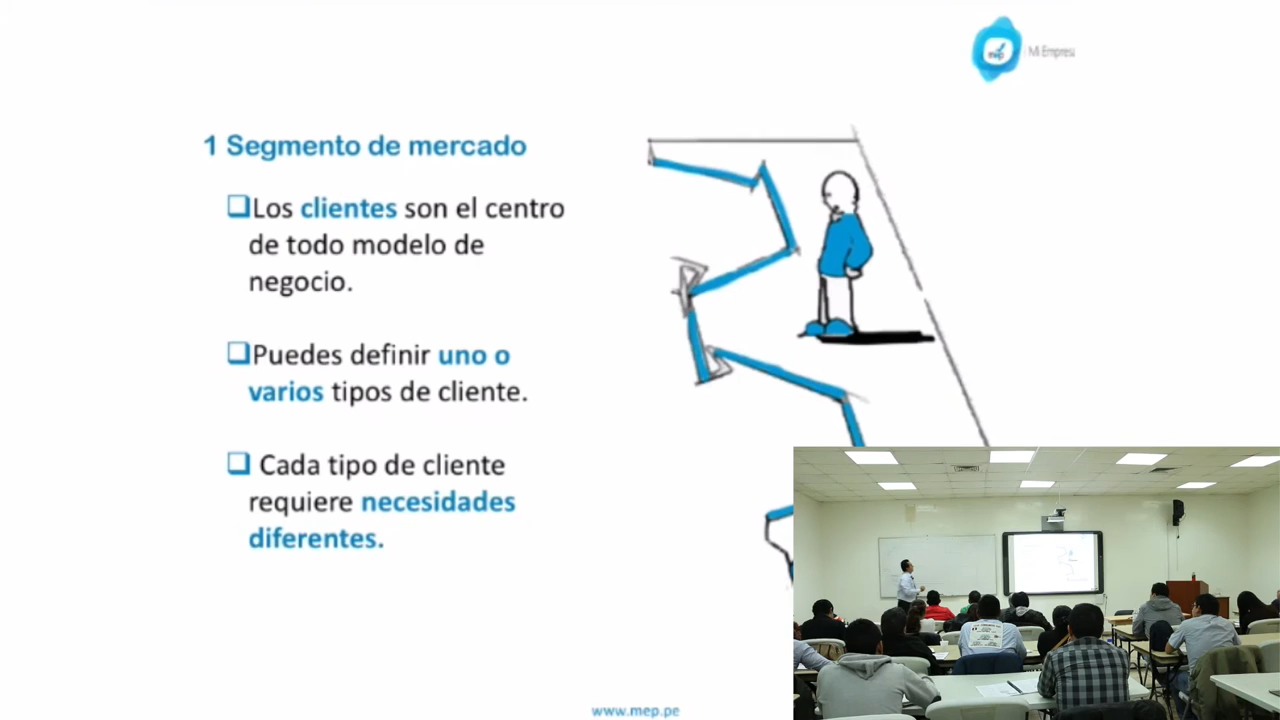 mep
Mi Empresa
1 Segmento de mercado
Los clientes son el centro
de todo modelo de
negocio.
Puedes definir uno o
varios tipos de cliente.
Cada tipo de cliente
requiere necesidades
diferentes.
www.mep.pe